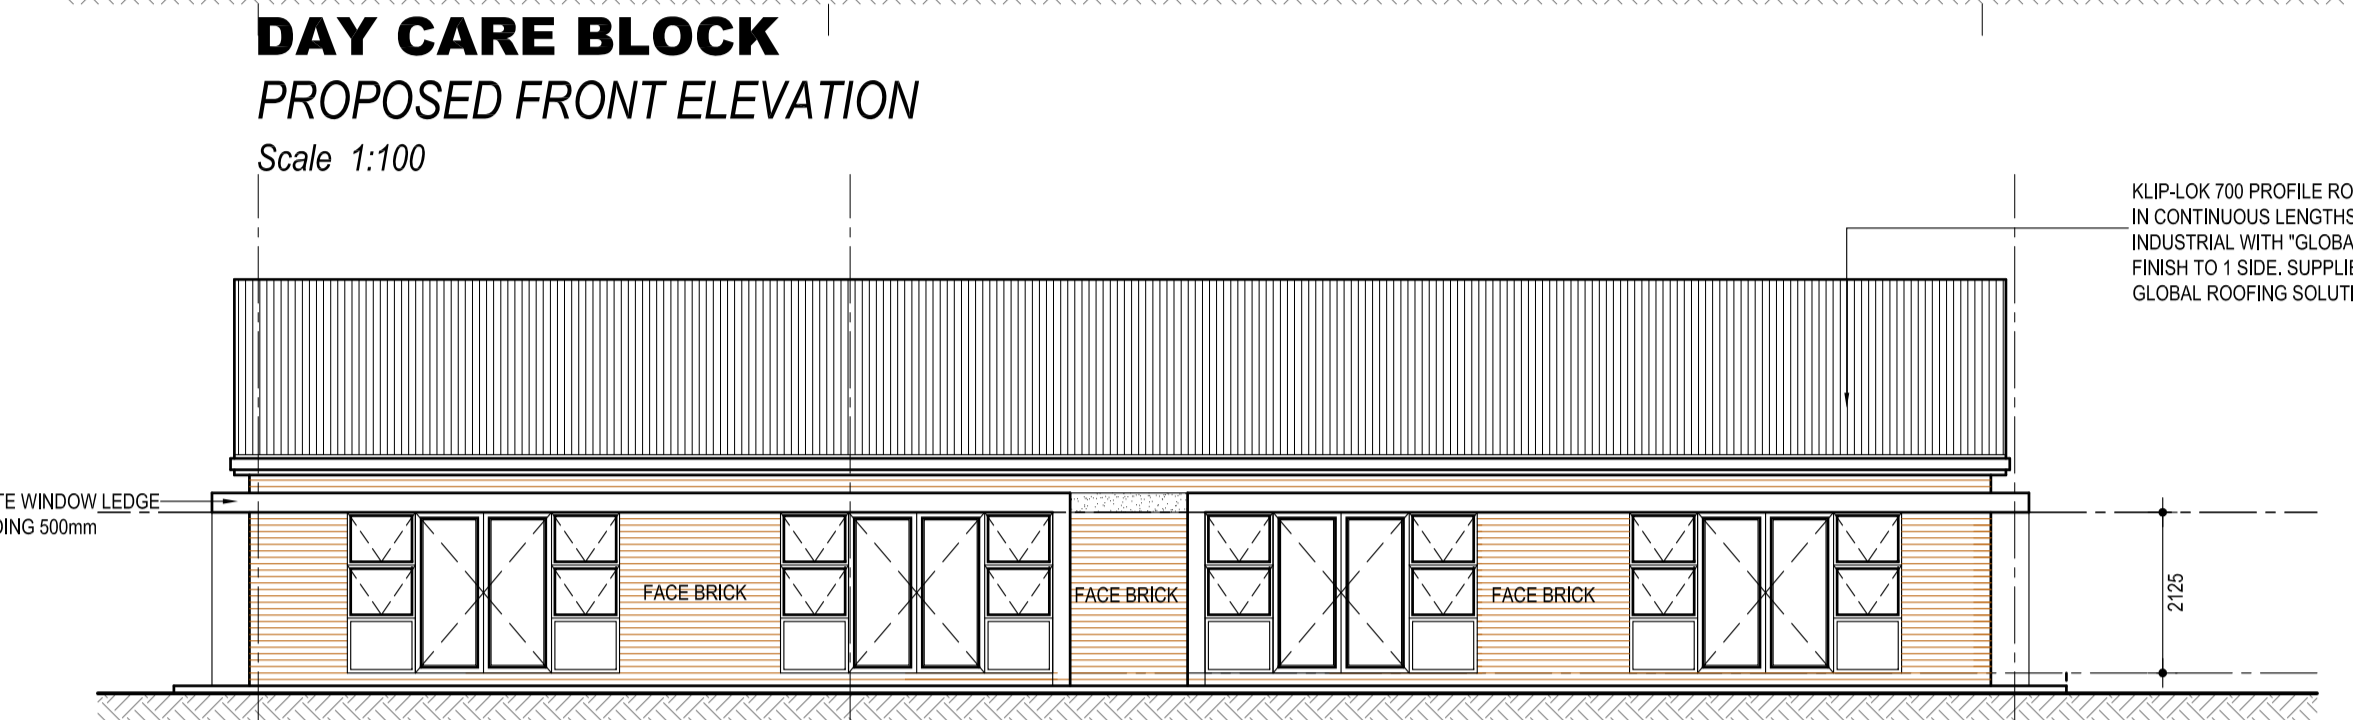 DAY CARE BLOCK
PROPOSED FRONT ELEVATION
Scale 1:100
KLIP-LOK 700 PROFILE RO
IN CONTINUOUS LENGTHS
INDUSTRIAL WITH "GLOBA
FINISH TO 1 SIDE. SUPPLIE
GLOBAL ROOFING SOLUTI
TE WINDOW LEDGE
DING 500mm
FACE BRICK
FACE BRICK
FACE BRICK
2125